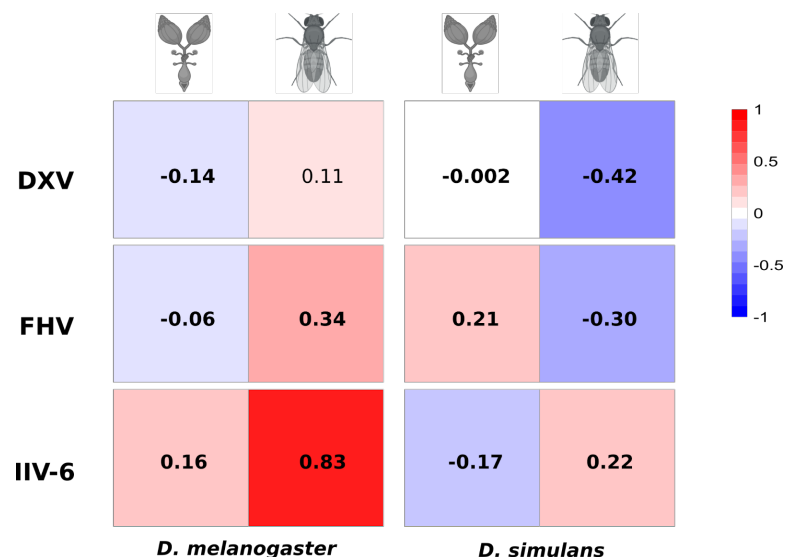 DXV -0.14 0.11 -0.002 -0.42
FHV -0.06 0.34 0.21 -0.30
IIV-6 0.16 0.83 -0.17 0.22
D. melanogaster D. simulans
1
0.5
0
-0.5
-1